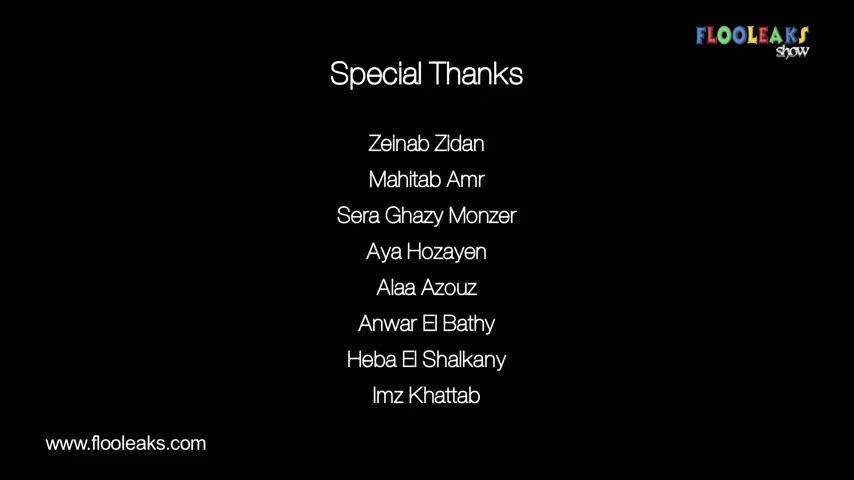 FLOOLEAKS
show
Special Thanks
Zeinab Zidan
Mahitab Amr
Sera Ghazy Monzer
Aya Hozayen
Alaa Azouz
Anwar El Bathy
Heba El Shalkany
Imz Khattab
www.flooleaks.com